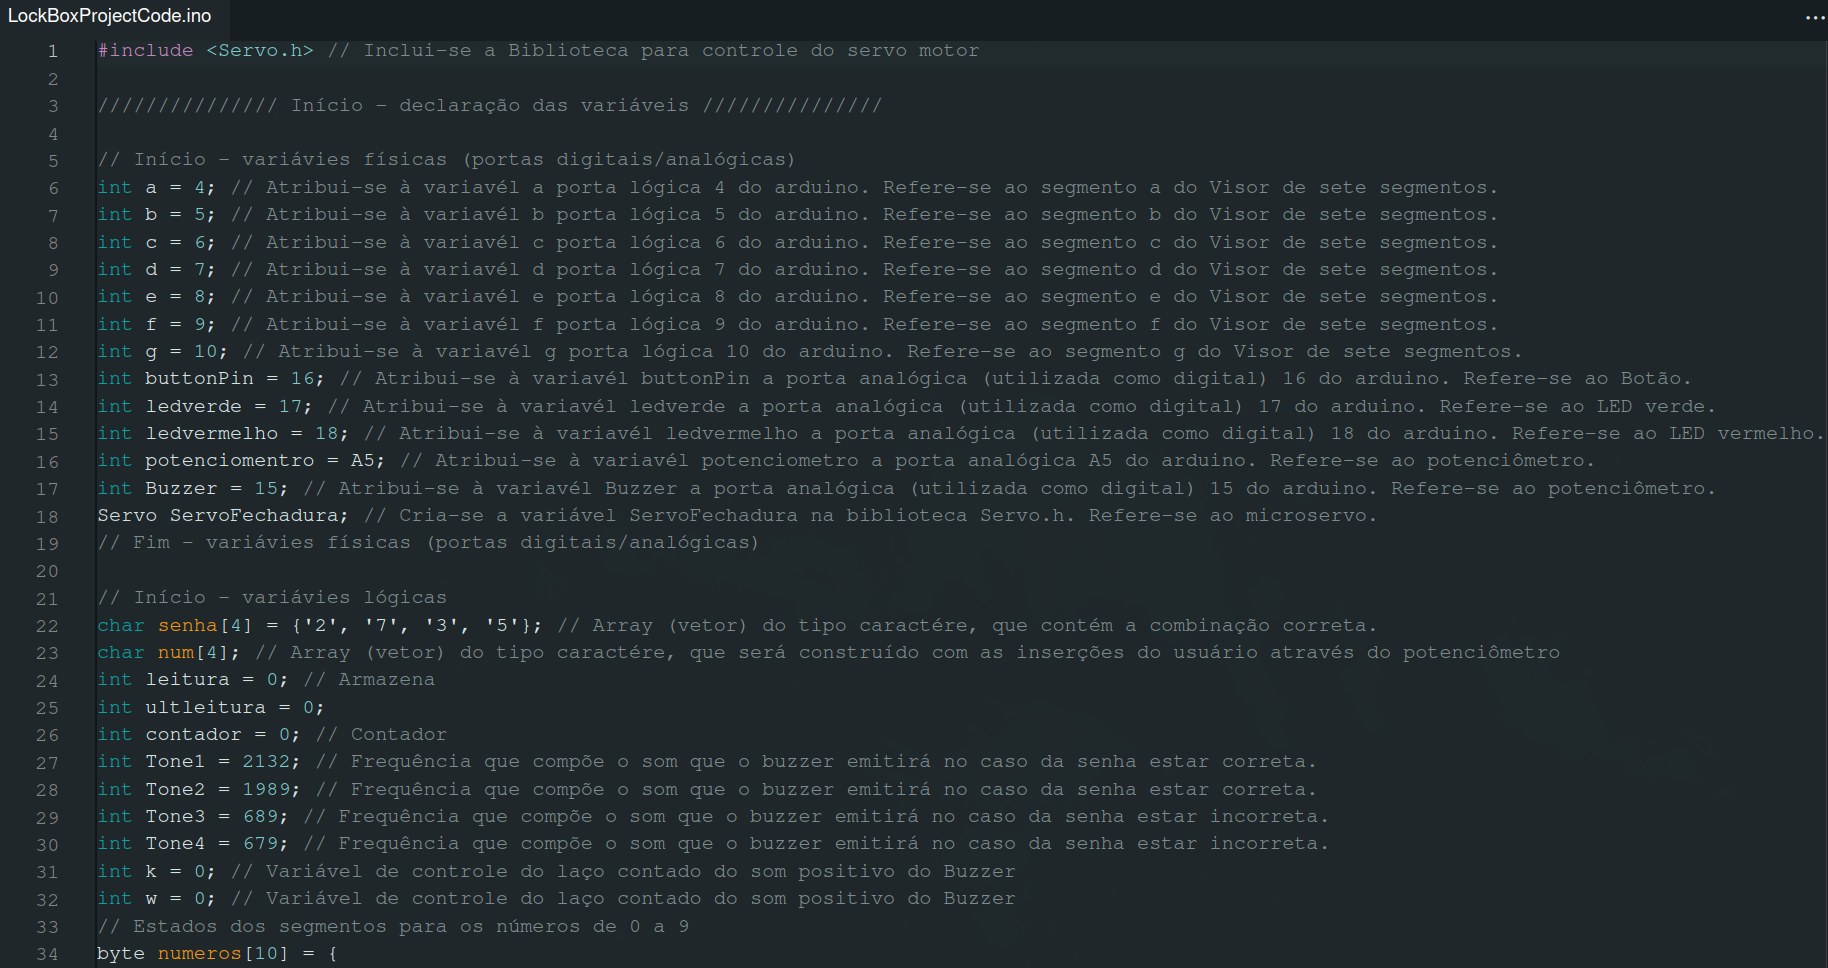 LockBoxProjectCode.ino
1 #include <Servo.h> // Inclui-se a Biblioteca para controle do servo motor
2
3 /////////////// Início - declaração das variáveis ///////////////
4
5 // Início - variávies físicas (portas digitais/analógicas)
6 int a = 4; // Atribui-se à variavél a porta lógica 4 do arduino. Refere-se ao segmento a do Visor de sete segmentos.
7 int b = 5; // Atribui-se à variavél b porta lógica 5 do arduino. Refere-se ao segmento b do Visor de sete segmentos.
8 int c = 6; // Atribui-se à variavél c porta lógica 6 do arduino. Refere-se ao segmento c do Visor de sete segmentos.
9 int d = 7; // Atribui-se à variavél d porta lógica 7 do arduino. Refere-se ao segmento d do Visor de sete segmentos.
10 int e = 8; // Atribui-se à variavél e porta lógica 8 do arduino. Refere-se ao segmento e do Visor de sete segmentos.
11 int f = 9; // Atribui-se à variavél f porta lógica 9 do arduino. Refere-se ao segmento f do Visor de sete segmentos.
12 int g = 10; // Atribui-se à variavél g porta lógica 10 do arduino. Refere-se ao segmento g do Visor de sete segmentos.
13 int buttonPin = 16; // Atribui-se à variavél buttonPin a porta analógica (utilizada como digital) 16 do arduino. Refere-se ao Botão.
14 int ledverde = 17; // Atribui-se à variavél ledverde a porta analógica (utilizada como digital) 17 do arduino. Refere-se ao LED verde.
15 int ledvermelho = 18; // Atribui-se à variavél ledvermelho a porta analógica (utilizada como digital) 18 do arduino. Refere-se ao LED vermelho.
16 int potenciomentro = A5; // Atribui-se à variavél potenciometro a porta analógica A5 do arduino. Refere-se ao potenciômetro.
17 int Buzzer = 15; // Atribui-se à variavél Buzzer a porta analógica (utilizada como digital) 15 do arduino. Refere-se ao potenciômetro.
18 Servo ServoFechadura; // Cria-se a variável ServoFechadura na biblioteca Servo.h. Refere-se ao microservo.
19 // Fim - variávies físicas (portas digitais/analógicas)
20
21 // Início - variávies lógicas
22 char senha[4] = {'2', '7', '3', '5'}; // Array (vetor) do tipo caractére, que contém a combinação correta.
23 char num[4]; // Array (vetor) do tipo caractére, que será construído com as inserções do usuário através do potenciômetro
24 int leitura = 0; // Armazena
25 int ultleitura = 0;
26 int contador = 0; // Contador
27 int Tone1 = 2132; // Frequência que compõe o som que o buzzer emitirá no caso da senha estar correta.
28 int Tone2 = 1989; // Frequência que compõe o som que o buzzer emitirá no caso da senha estar correta.
29 int Tone3 = 689; // Frequência que compõe o som que o buzzer emitirá no caso da senha estar incorreta.
30 int Tone4 = 679; // Frequência que compõe o som que o buzzer emitirá no caso da senha estar incorreta.
31 int k = 0; // Variável de controle do laço contado do som positivo do Buzzer
32 int w = 0; // Variável de controle do laço contado do som positivo do Buzzer
33 // Estados dos segmentos para os números de 0 a 9
34 byte numeros[10] = {